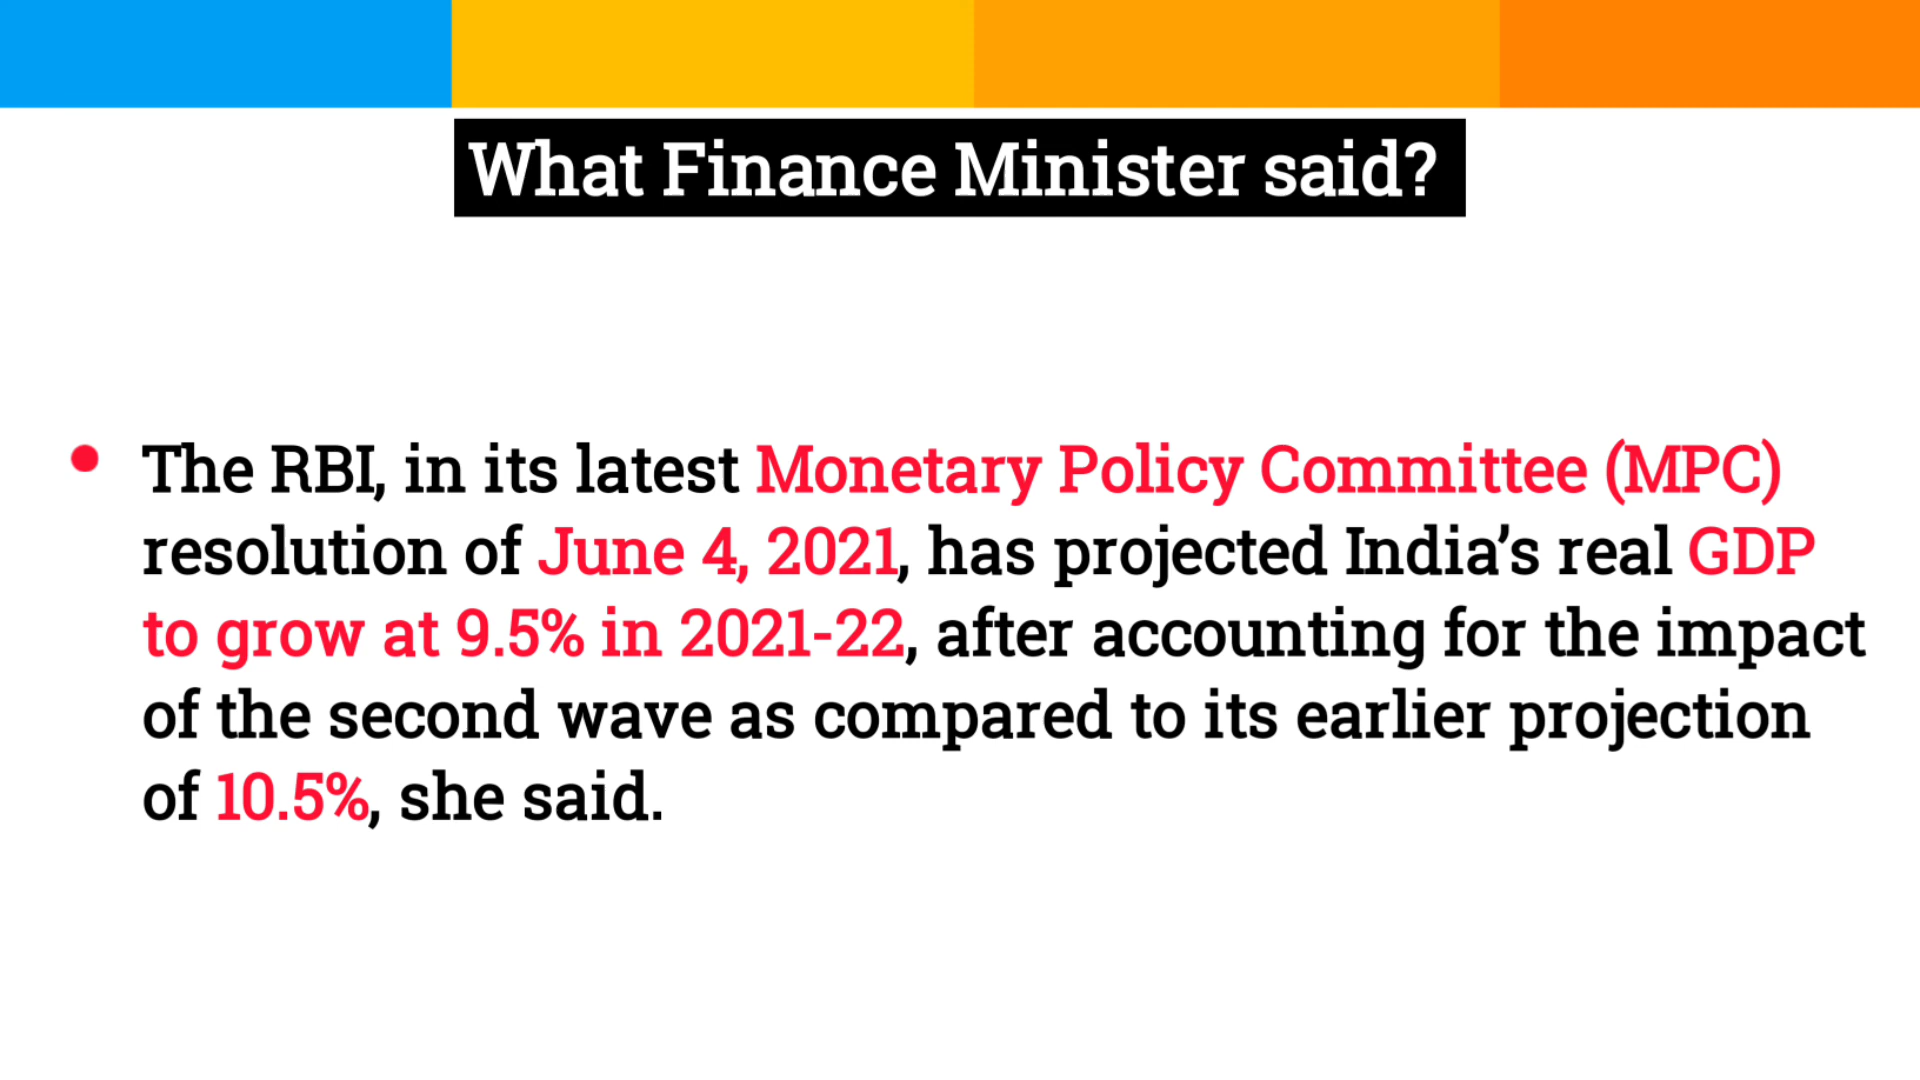 What Finance Minister said?
• The RBI, in its latest Monetary Policy Committee (MPC)
resolution of June 4, 2021, has projected India’s real GDP
to grow at 9.5% in 2021-22, after accounting for the impact
of the second wave as compared to its earlier projection
of 10.5%, she said.